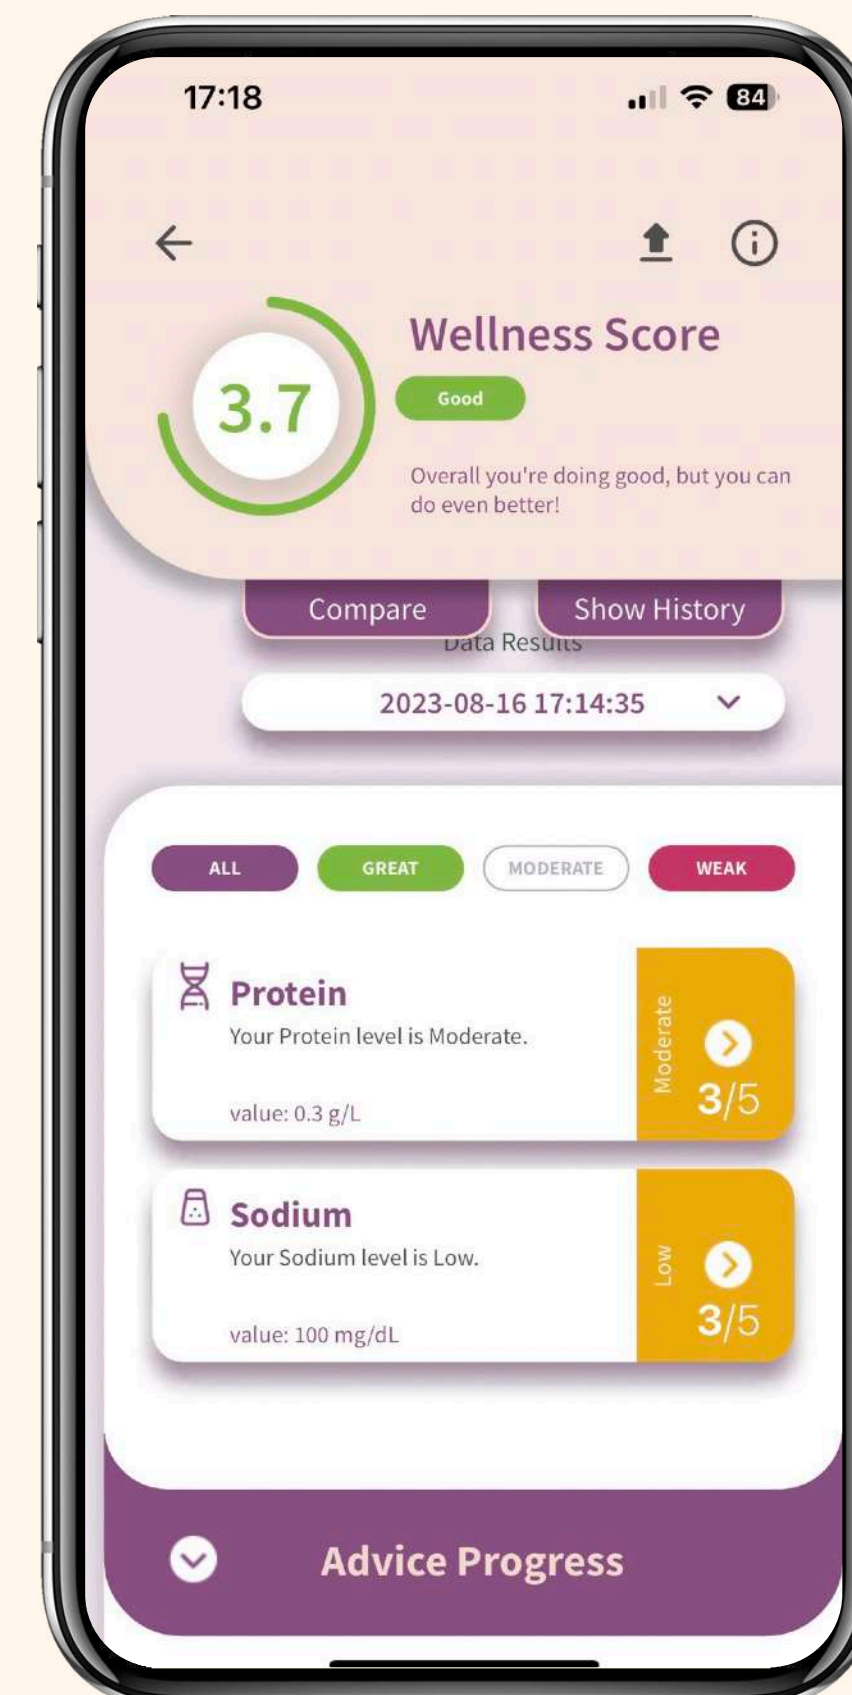 17:18
84
Wellness Score
3.7
Good
Overall you're doing good, but you can
do even better!
Compare
Show History
Data Results
2023-08-16 17:14:35
ALL
GREAT
MODERATE
WEAK
Protein
Your Protein level is Moderate.
value: 0.3 g/L
Moderate
3/5
Sodium
Your Sodium level is Low.
value: 100 mg/dL
Low
3/5
Advice Progress